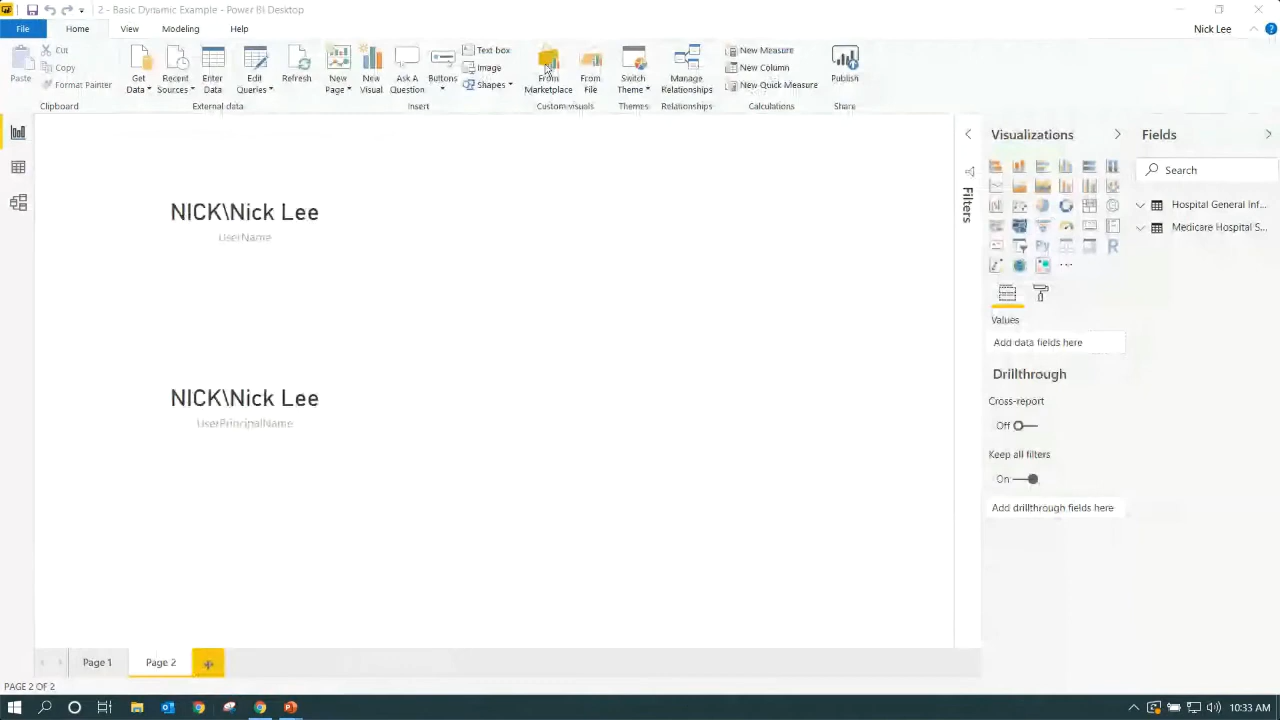 2 - Basic Dynamic Example - Power BI Desktop
File
Home
View
Modeling
Help
Nick Lee
Paste
Cut
Copy
Format Painter
Clipboard
Get Data
Recent Sources
Enter Data
Edit Queries
Refresh
External data
New Page
New Visual
Ask A Question
Buttons
Text box
Image
Shapes
Insert
From Marketplace
From File
Custom visuals
Switch Theme
Themes
Manage Relationships
Relationships
New Measure
New Column
New Quick Measure
Calculations
Publish
Share
NICK\Nick Lee
UserName
NICK\Nick Lee
UserPrincipalName
Filters
Visualizations
Py
R
Values
Add data fields here
Drillthrough
Cross-report
Off
Keep all filters
On
Add drillthrough fields here
Fields
Search
Hospital General Inf...
Medicare Hospital S...
Page 1
Page 2
PAGE 2 OF 2
10:33 AM